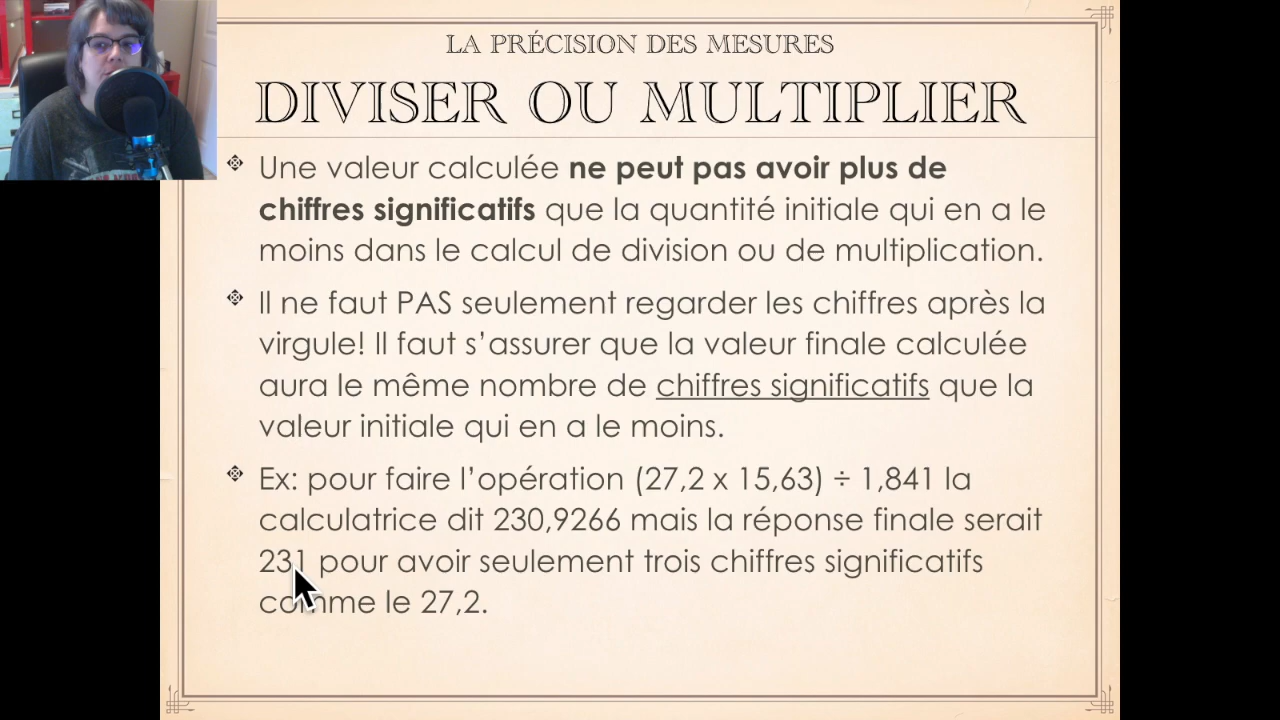 LA PRÉCISION DES MESURES
DIVISER OU MULTIPLIER
Une valeur calculée ne peut pas avoir plus de
chiffres significatifs que la quantité initiale qui en a le
moins dans le calcul de division ou de multiplication.
Il ne faut PAS seulement regarder les chiffres après la
virgule! Il faut s’assurer que la valeur finale calculée
aura le même nombre de chiffres significatifs que la
valeur initiale qui en a le moins.
Ex: pour faire l’opération (27,2 x 15,63) ÷ 1,841 la
calculatrice dit 230,9266 mais la réponse finale serait
231 pour avoir seulement trois chiffres significatifs
comme le 27,2.